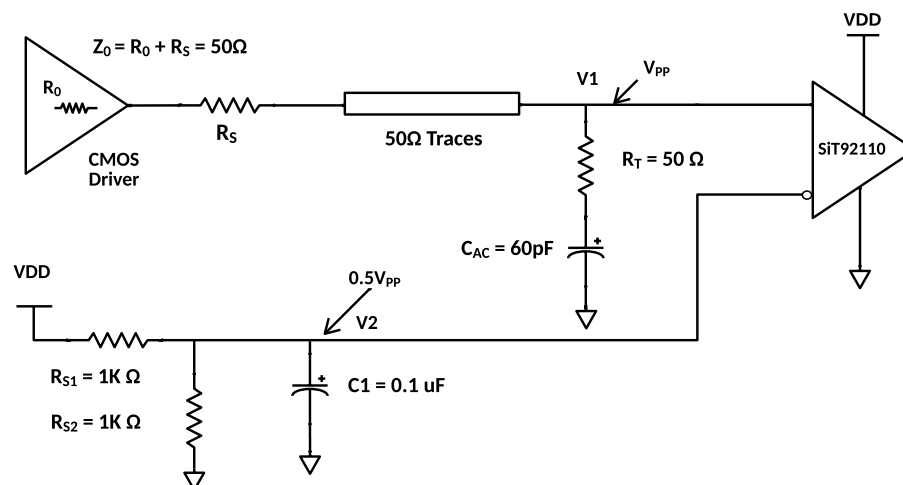 VDD
Z0 = R0 + RS = 50Ω
R0
V1
VPP
RS
50Ω Traces
CMOS
Driver
RT = 50 Ω
SiT92110
CAC = 60pF
+
VDD
0.5VPP
V2
RS1 = 1K Ω
+
C1 = 0.1 uF
RS2 = 1K Ω